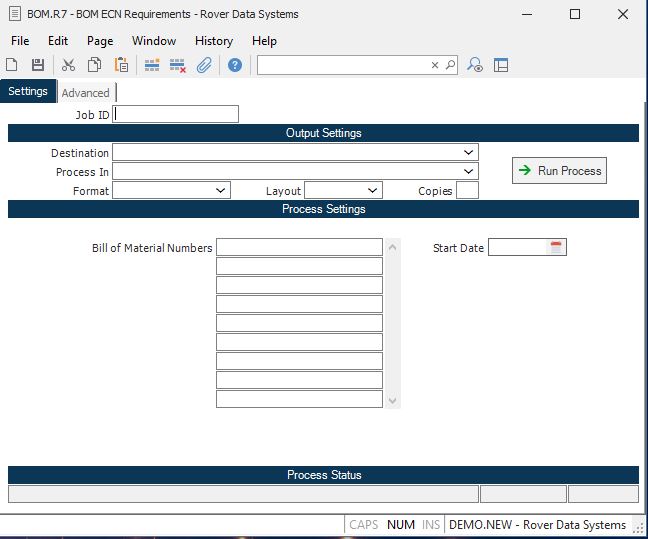 BOM.R7 - BOM ECN Requirements - Rover Data Systems
File Edit Page Window History Help
Settings Advanced
Job ID
Output Settings
Destination
Process In
Run Process
Format Layout Copies
Process Settings
Bill of Material Numbers Start Date
Process Status
CAPS NUM INS DEMO.NEW - Rover Data Systems